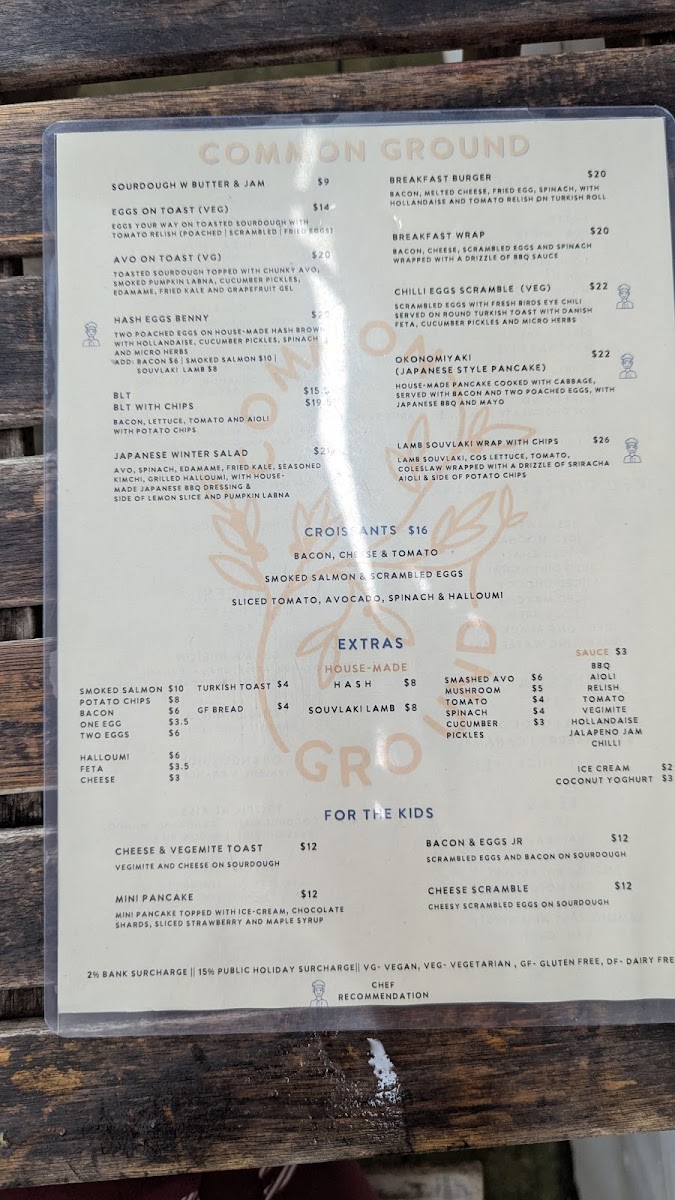 COMMON GROUND
SOURDOUGH W BUTTER & JAM $9
EGGS ON TOAST (VEG) $14
EGGS YOUR WAY ON TOASTED SOURDOUGH WITH
TOMATO RELISH (POACHED | SCRAMBLED | FRIED EGGS)
AVO ON TOAST (VG) $20
TOASTED SOURDOUGH TOPPED WITH CHUNKY AVO,
SMOKED PUMPKIN LABNA, CUCUMBER PICKLES,
EDAMAME, FRIED KALE AND GRAPEFRUIT GEL
HASH EGGS BENNY $20
TWO POACHED EGGS ON HOUSE-MADE HASH BROWN
WITH HOLLANDAISE, CUCUMBER PICKLES, SPINACH
AND MICRO HERBS
ADD: BACON $6 | SMOKED SALMON $10 |
SOUVLAKI LAMB $8
BLT $15.5
BLT WITH CHIPS $19.5
BACON, LETTUCE, TOMATO AND AIOLI
WITH POTATO CHIPS
JAPANESE WINTER SALAD
AVO, SPINACH, EDAMAME, FRIED KALE, SEASONED
KIMCHI, GRILLED HALLOUMI, WITH HOUSE-
MADE JAPANESE BBQ DRESSING &
SIDE OF LEMON SLICE AND PUMPKIN LABNA
BREAKFAST BURGER $20
BACON, MELTED CHEESE, FRIED EGG, SPINACH, WITH
HOLLANDAISE AND TOMATO RELISH ON TURKISH ROLL
BREAKFAST WRAP $20
BACON, CHEESE, SCRAMBLED EGGS AND SPINACH
WRAPPED WITH A DRIZZLE OF BBQ SAUCE
CHILLI EGGS SCRAMBLE (VEG) $22
SCRAMBLED EGGS WITH FRESH BIRDS EYE CHILI
SERVED ON ROUND TURKISH TOAST WITH DANISH
FETA, CUCUMBER PICKLES AND MICRO HERBS
OKONOMIYAKI $22
(JAPANESE STYLE PANCAKE)
HOUSE-MADE PANCAKE COOKED WITH CABBAGE,
SERVED WITH BACON AND TWO POACHED EGGS, WITH
JAPANESE BBQ AND MAYO
LAMB SOUVLAKI WRAP WITH CHIPS $26
LAMB SOUVLAKI, COS LETTUCE, TOMATO,
COLESLAW WRAPPED WITH A DRIZZLE OF SRIRACHA
AIOLI & SIDE OF POTATO CHIPS
COMMON
GROUND
CROISSANTS $16
BACON, CHEESE & TOMATO
SMOKED SALMON & SCRAMBLED EGGS
SLICED TOMATO, AVOCADO, SPINACH & HALLOUMI
EXTRAS
SMOKED SALMON $10
POTATO CHIPS $8
BACON $6
ONE EGG $3.5
TWO EGGS $6
HALLOUMI $6
FETA $3.5
CHEESE $3
TURKISH TOAST $4
GF BREAD $4
HOUSE-MADE
HASH $8
SOUVLAKI LAMB $8
SMASHED AVO $6
MUSHROOM $5
TOMATO $4
SPINACH $4
CUCUMBER $3
PICKLES
SAUCE $3
BBQ
AIOLI
RELISH
TOMATO
VEGIMITE
HOLLANDAISE
JALAPENO JAM
CHILLI
ICE CREAM $2
COCONUT YOGHURT $3
FOR THE KIDS
CHEESE & VEGEMITE TOAST $12
VEGIMITE AND CHEESE ON SOURDOUGH
MINI PANCAKE $12
MINI PANCAKE TOPPED WITH ICE-CREAM, CHOCOLATE
SHARDS, SLICED STRAWBERRY AND MAPLE SYRUP
BACON & EGGS JR $12
SCRAMBLED EGGS AND BACON ON SOURDOUGH
CHEESE SCRAMBLE $12
CHEESY SCRAMBLED EGGS ON SOURDOUGH
2% BANK SURCHARGE || 15% PUBLIC HOLIDAY SURCHARGE|| VG- VEGAN, VEG- VEGETARIAN , GF- GLUTEN FREE, DF- DAIRY FRE
CHEF
RECOMMENDATION